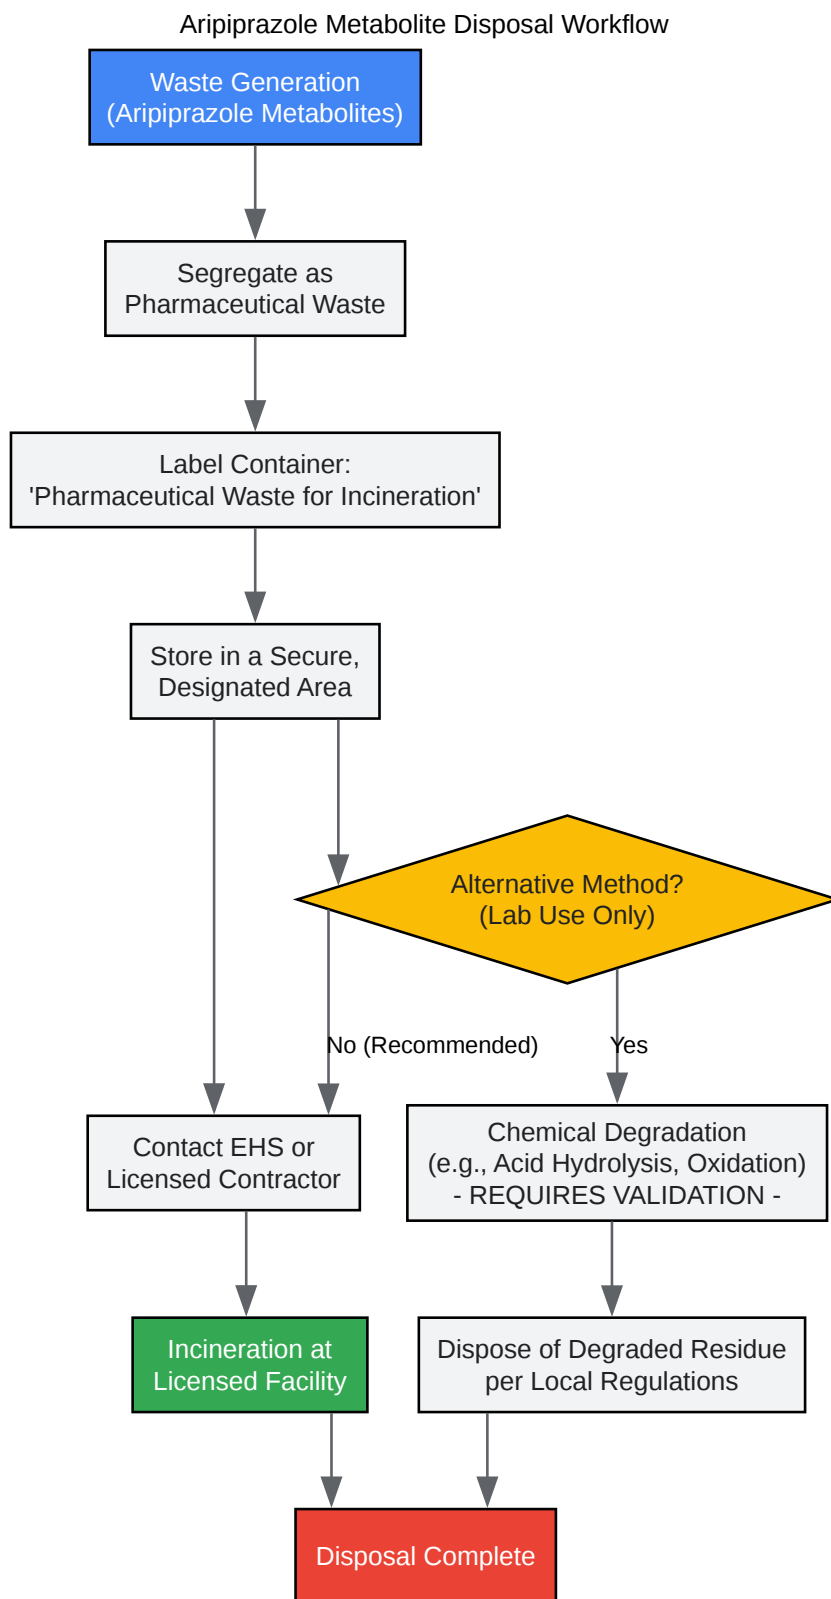 Aripiprazole Metabolite Disposal Workflow
Waste Generation
(Aripiprazole Metabolites)
Segregate as
Pharmaceutical Waste
Label Container:
'Pharmaceutical Waste for Incineration'
Store in a Secure,
Designated Area
Alternative Method?
(Lab Use Only)
No (Recommended)
Yes
Contact EHS or
Licensed Contractor
Chemical Degradation
(e.g., Acid Hydrolysis, Oxidation)
- REQUIRES VALIDATION -
Incineration at
Licensed Facility
Dispose of Degraded Residue
per Local Regulations
Disposal Complete